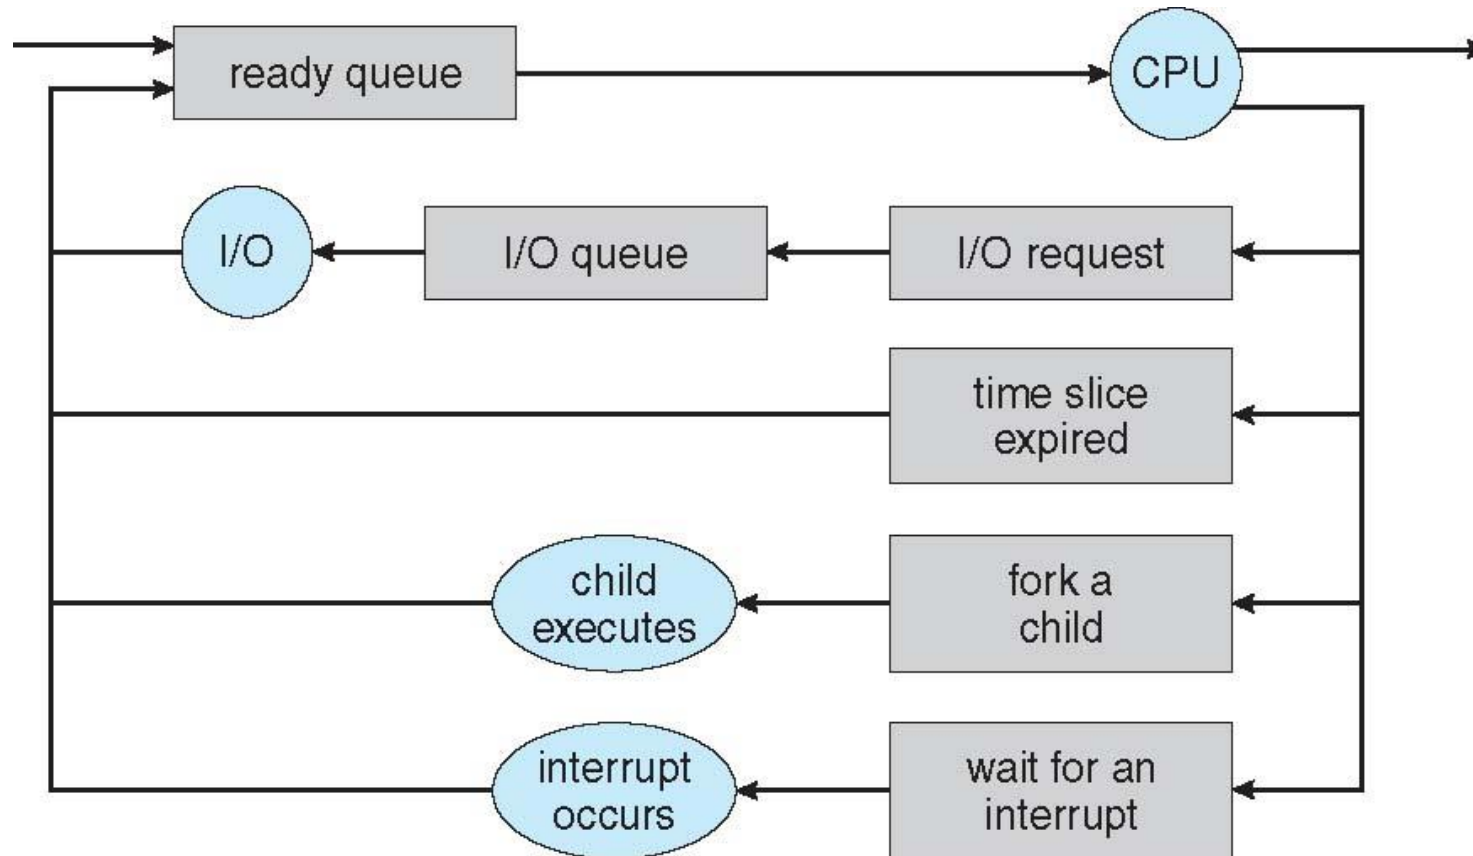 ready queue
CPU
I/O
I/O queue
I/O request
time slice
expired
child
executes
fork a
child
interrupt
occurs
wait for an
interrupt